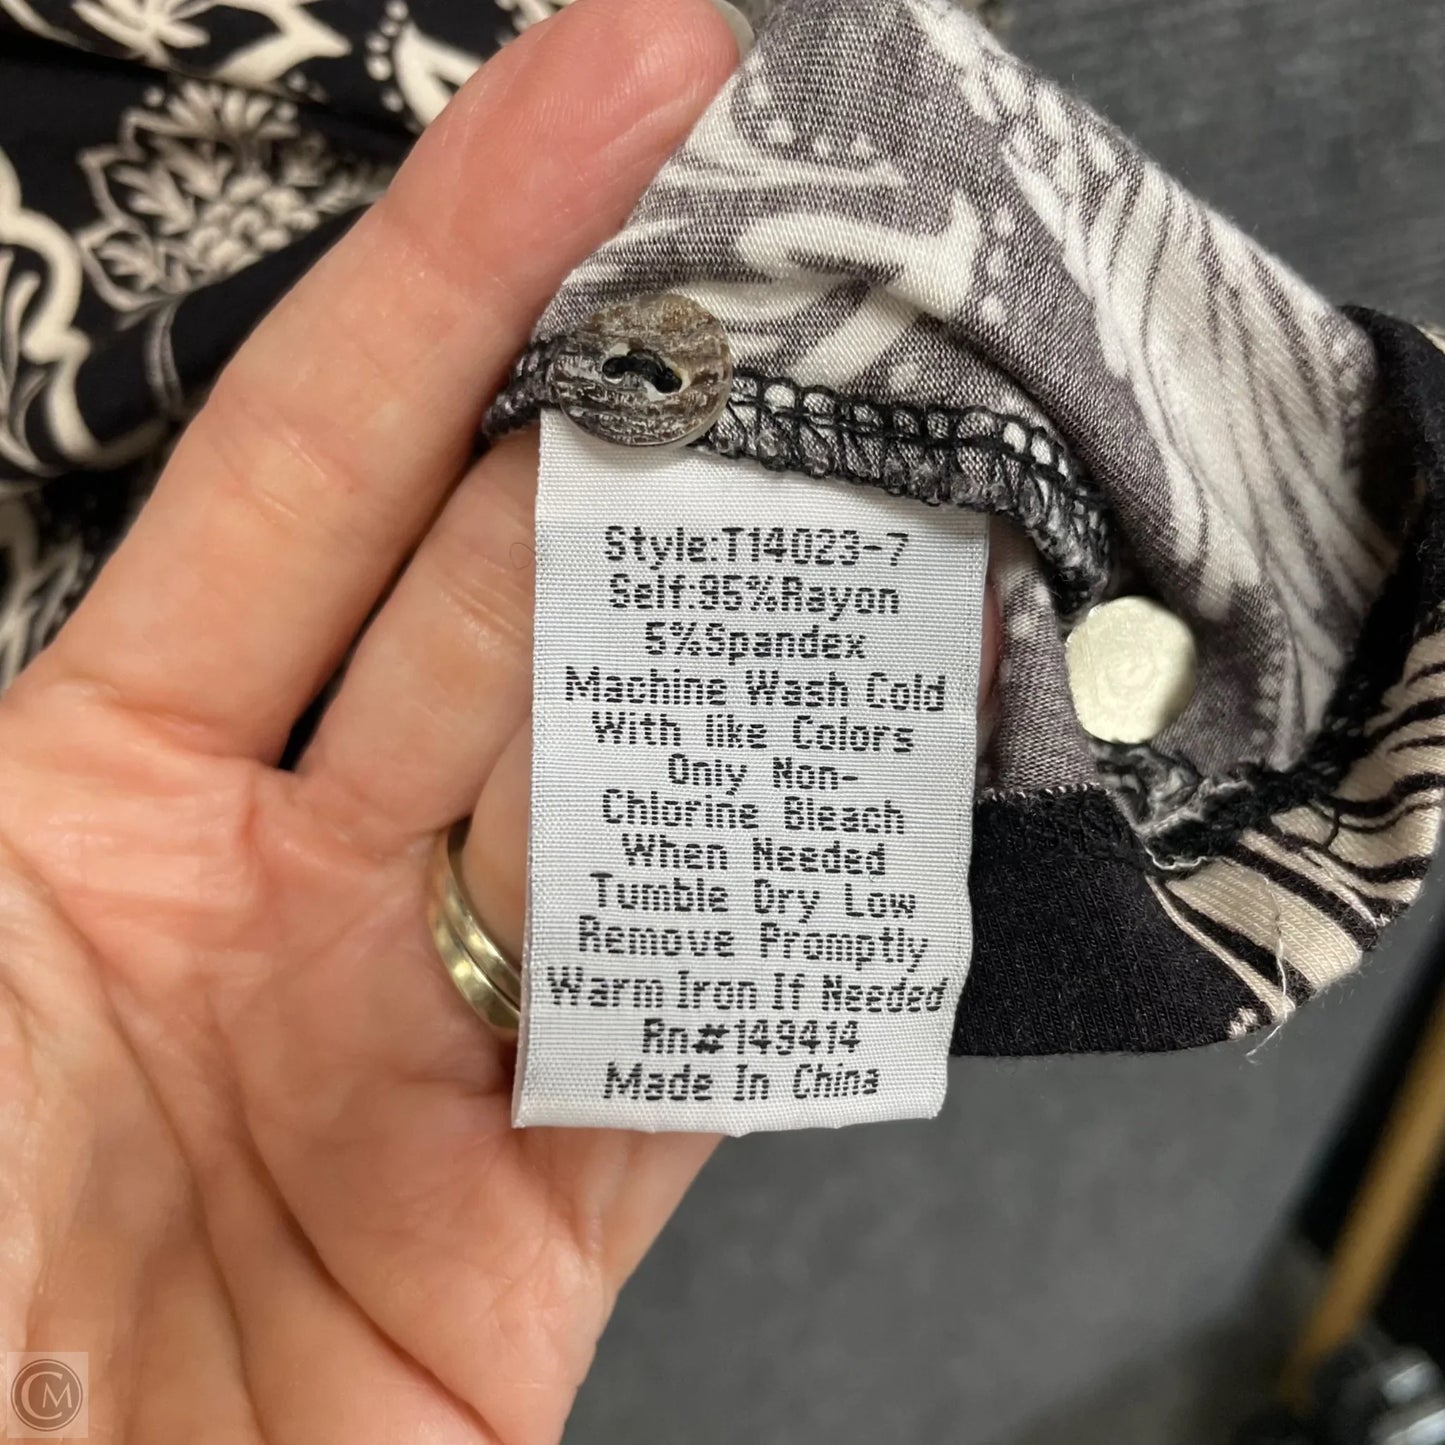 Style:T14023-7
Self:95%Rayon
5%Spandex
Machine Wash Cold
With like Colors
Only Non-
Chlorine Bleach
When Needed
Tumble Dry Low
Remove Promptly
Warm Iron If Needed
Rn#149414
Made In China
CM